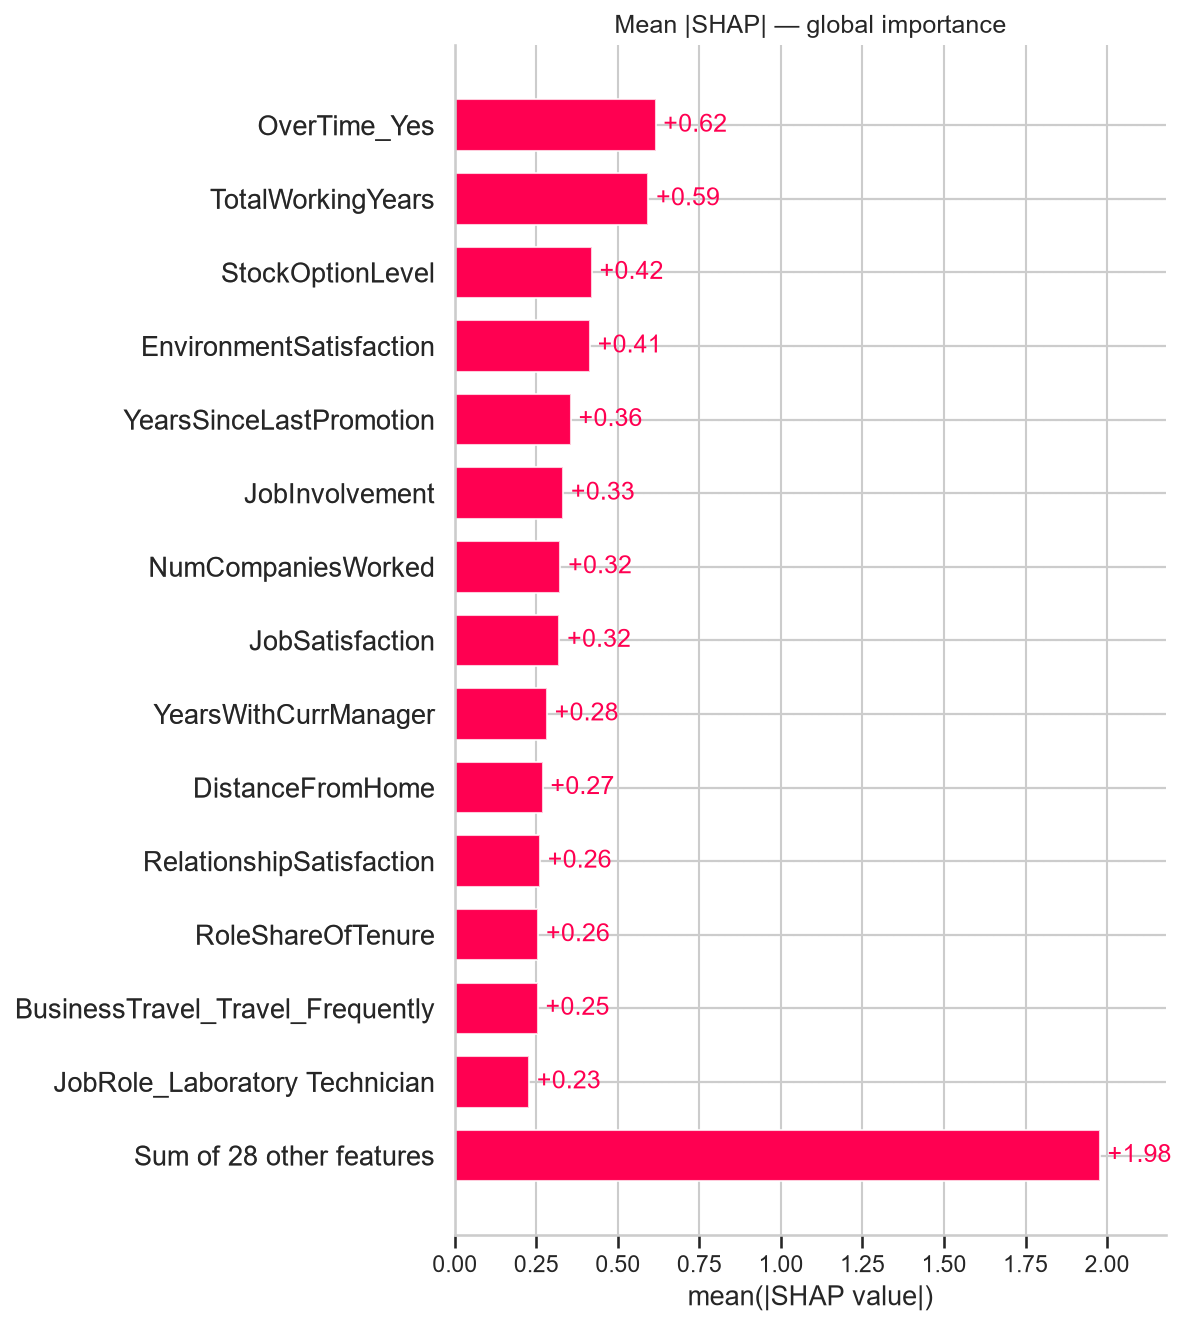 Mean |SHAP| — global importance
OverTime_Yes +0.62
TotalWorkingYears +0.59
StockOptionLevel +0.42
EnvironmentSatisfaction +0.41
YearsSinceLastPromotion +0.36
JobInvolvement +0.33
NumCompaniesWorked +0.32
JobSatisfaction +0.32
YearsWithCurrManager +0.28
DistanceFromHome +0.27
RelationshipSatisfaction +0.26
RoleShareOfTenure +0.26
BusinessTravel_Travel_Frequently +0.25
JobRole_Laboratory Technician +0.23
Sum of 28 other features +1.98
0.00 0.25 0.50 0.75 1.00 1.25 1.50 1.75 2.00
mean(|SHAP value|)